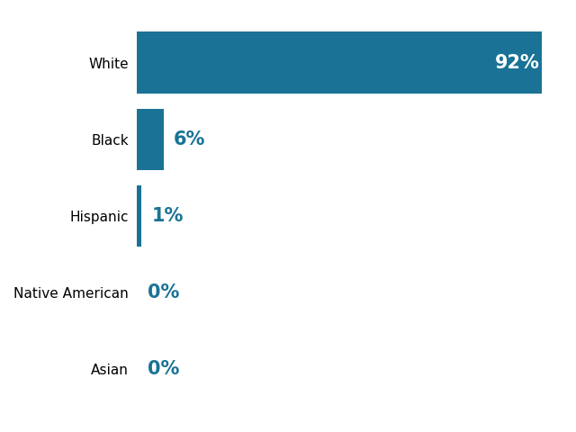 White 92%
Black 6%
Hispanic 1%
Native American 0%
Asian 0%